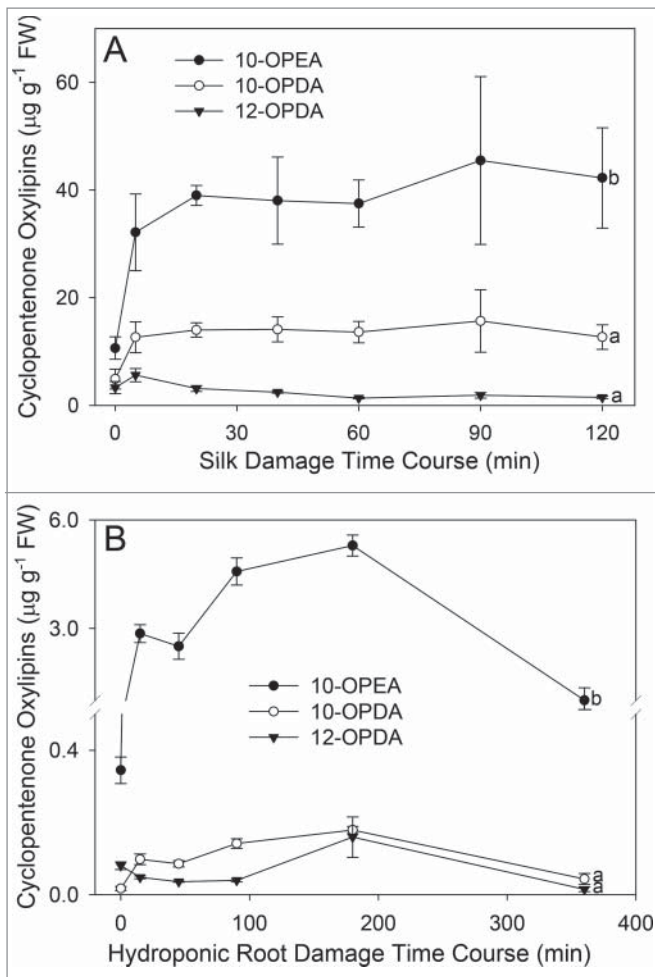 A
10-OPEA
10-OPDA
12-OPDA
Cyclopentenone Oxylipins (µg g⁻¹ FW)
60
40
20
0
b
a
a
0 30 60 90 120
Silk Damage Time Course (min)
B
6.0
3.0
0.4
0.0
Cyclopentenone Oxylipins (µg g⁻¹ FW)
10-OPEA
10-OPDA
12-OPDA
b
a
a
0 100 200 300 400
Hydroponic Root Damage Time Course (min)